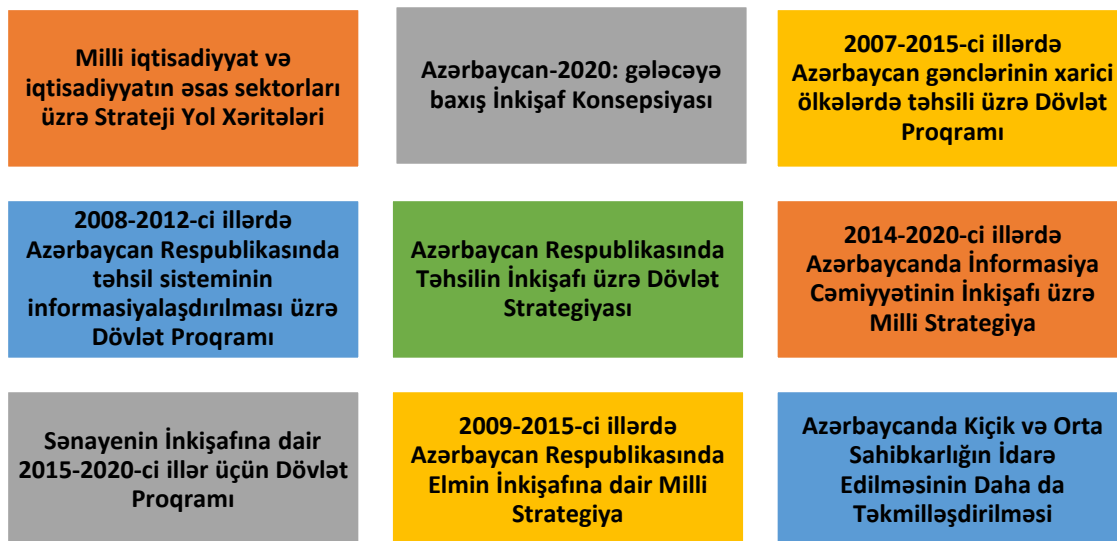 Milli iqtisadiyyat və
iqtisadiyyatın əsas sektorları
üzrə Strateji Yol Xəritələri
Azərbaycan-2020: gələcəyə
baxış İnkişaf Konsepsiyası
2007-2015-ci illərdə
Azərbaycan gənclərinin xarici
ölkələrdə təhsili üzrə Dövlət
Proqramı
2008-2012-ci illərdə
Azərbaycan Respublikasında
təhsil sisteminin
informasiyalaşdırılması üzrə
Dövlət Proqramı
Azərbaycan Respublikasında
Təhsilin İnkişafı üzrə Dövlət
Strategiyası
2014-2020-ci illərdə
Azərbaycanda İnformasiya
Cəmiyyətinin İnkişafı üzrə
Milli Strategiya
Sənayenin İnkişafına dair
2015-2020-ci illər üçün Dövlət
Proqramı
2009-2015-ci illərdə
Azərbaycan Respublikasında
Elmin İnkişafına dair Milli
Strategiya
Azərbaycanda Kiçik və Orta
Sahibkarlığın İdarə
Edilməsinin Daha da
Təkmilləşdirilməsi